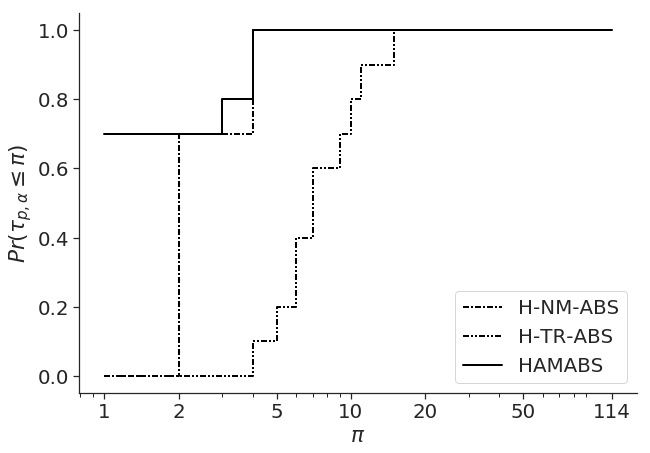 Pr(τp,α ≤ π)
1.0
0.8
0.6
0.4
0.2
0.0
H-NM-ABS
H-TR-ABS
HAMABS
1 2 5 10 20 50 114
π